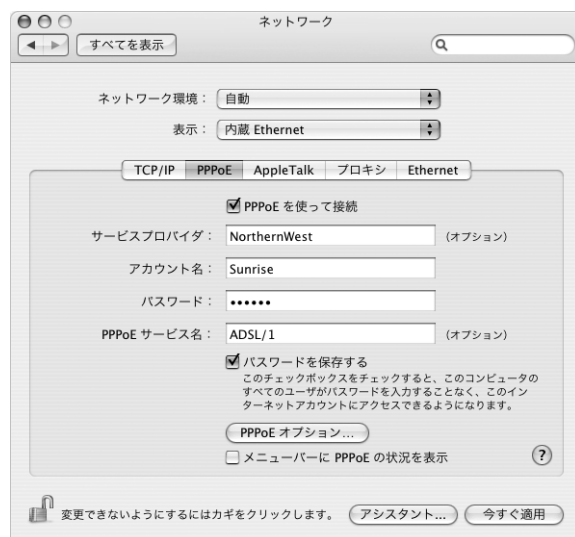 ネットワーク
すべてを表示
ネットワーク環境： 自動
表示： 内蔵 Ethernet
TCP/IP PPPoE AppleTalk プロキシ Ethernet
PPPoE を使って接続
サービスプロバイダ： NorthernWest (オプション)
アカウント名： Sunrise
パスワード： ••••••
PPPoE サービス名： ADSL/1 (オプション)
パスワードを保存する
このチェックボックスをチェックすると、このコンピュータの
すべてのユーザがパスワードを入力することなく、このイン
ターネットアカウントにアクセスできるようになります。
PPPoE オプション...
メニューバーに PPPoE の状況を表示 ?
変更できないようにするにはカギをクリックします。 アシスタント... 今すぐ適用